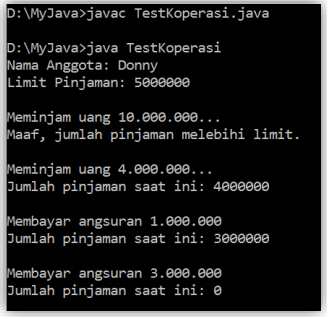 D:\MyJava>javac TestKoperasi.java
D:\MyJava>java TestKoperasi
Nama Anggota: Donny
Limit Pinjaman: 5000000
Meminjam uang 10.000.000...
Maaf, jumlah pinjaman melebihi limit.
Meminjam uang 4.000.000...
Jumlah pinjaman saat ini: 4000000
Membayar angsuran 1.000.000
Jumlah pinjaman saat ini: 3000000
Membayar angsuran 3.000.000
Jumlah pinjaman saat ini: 0